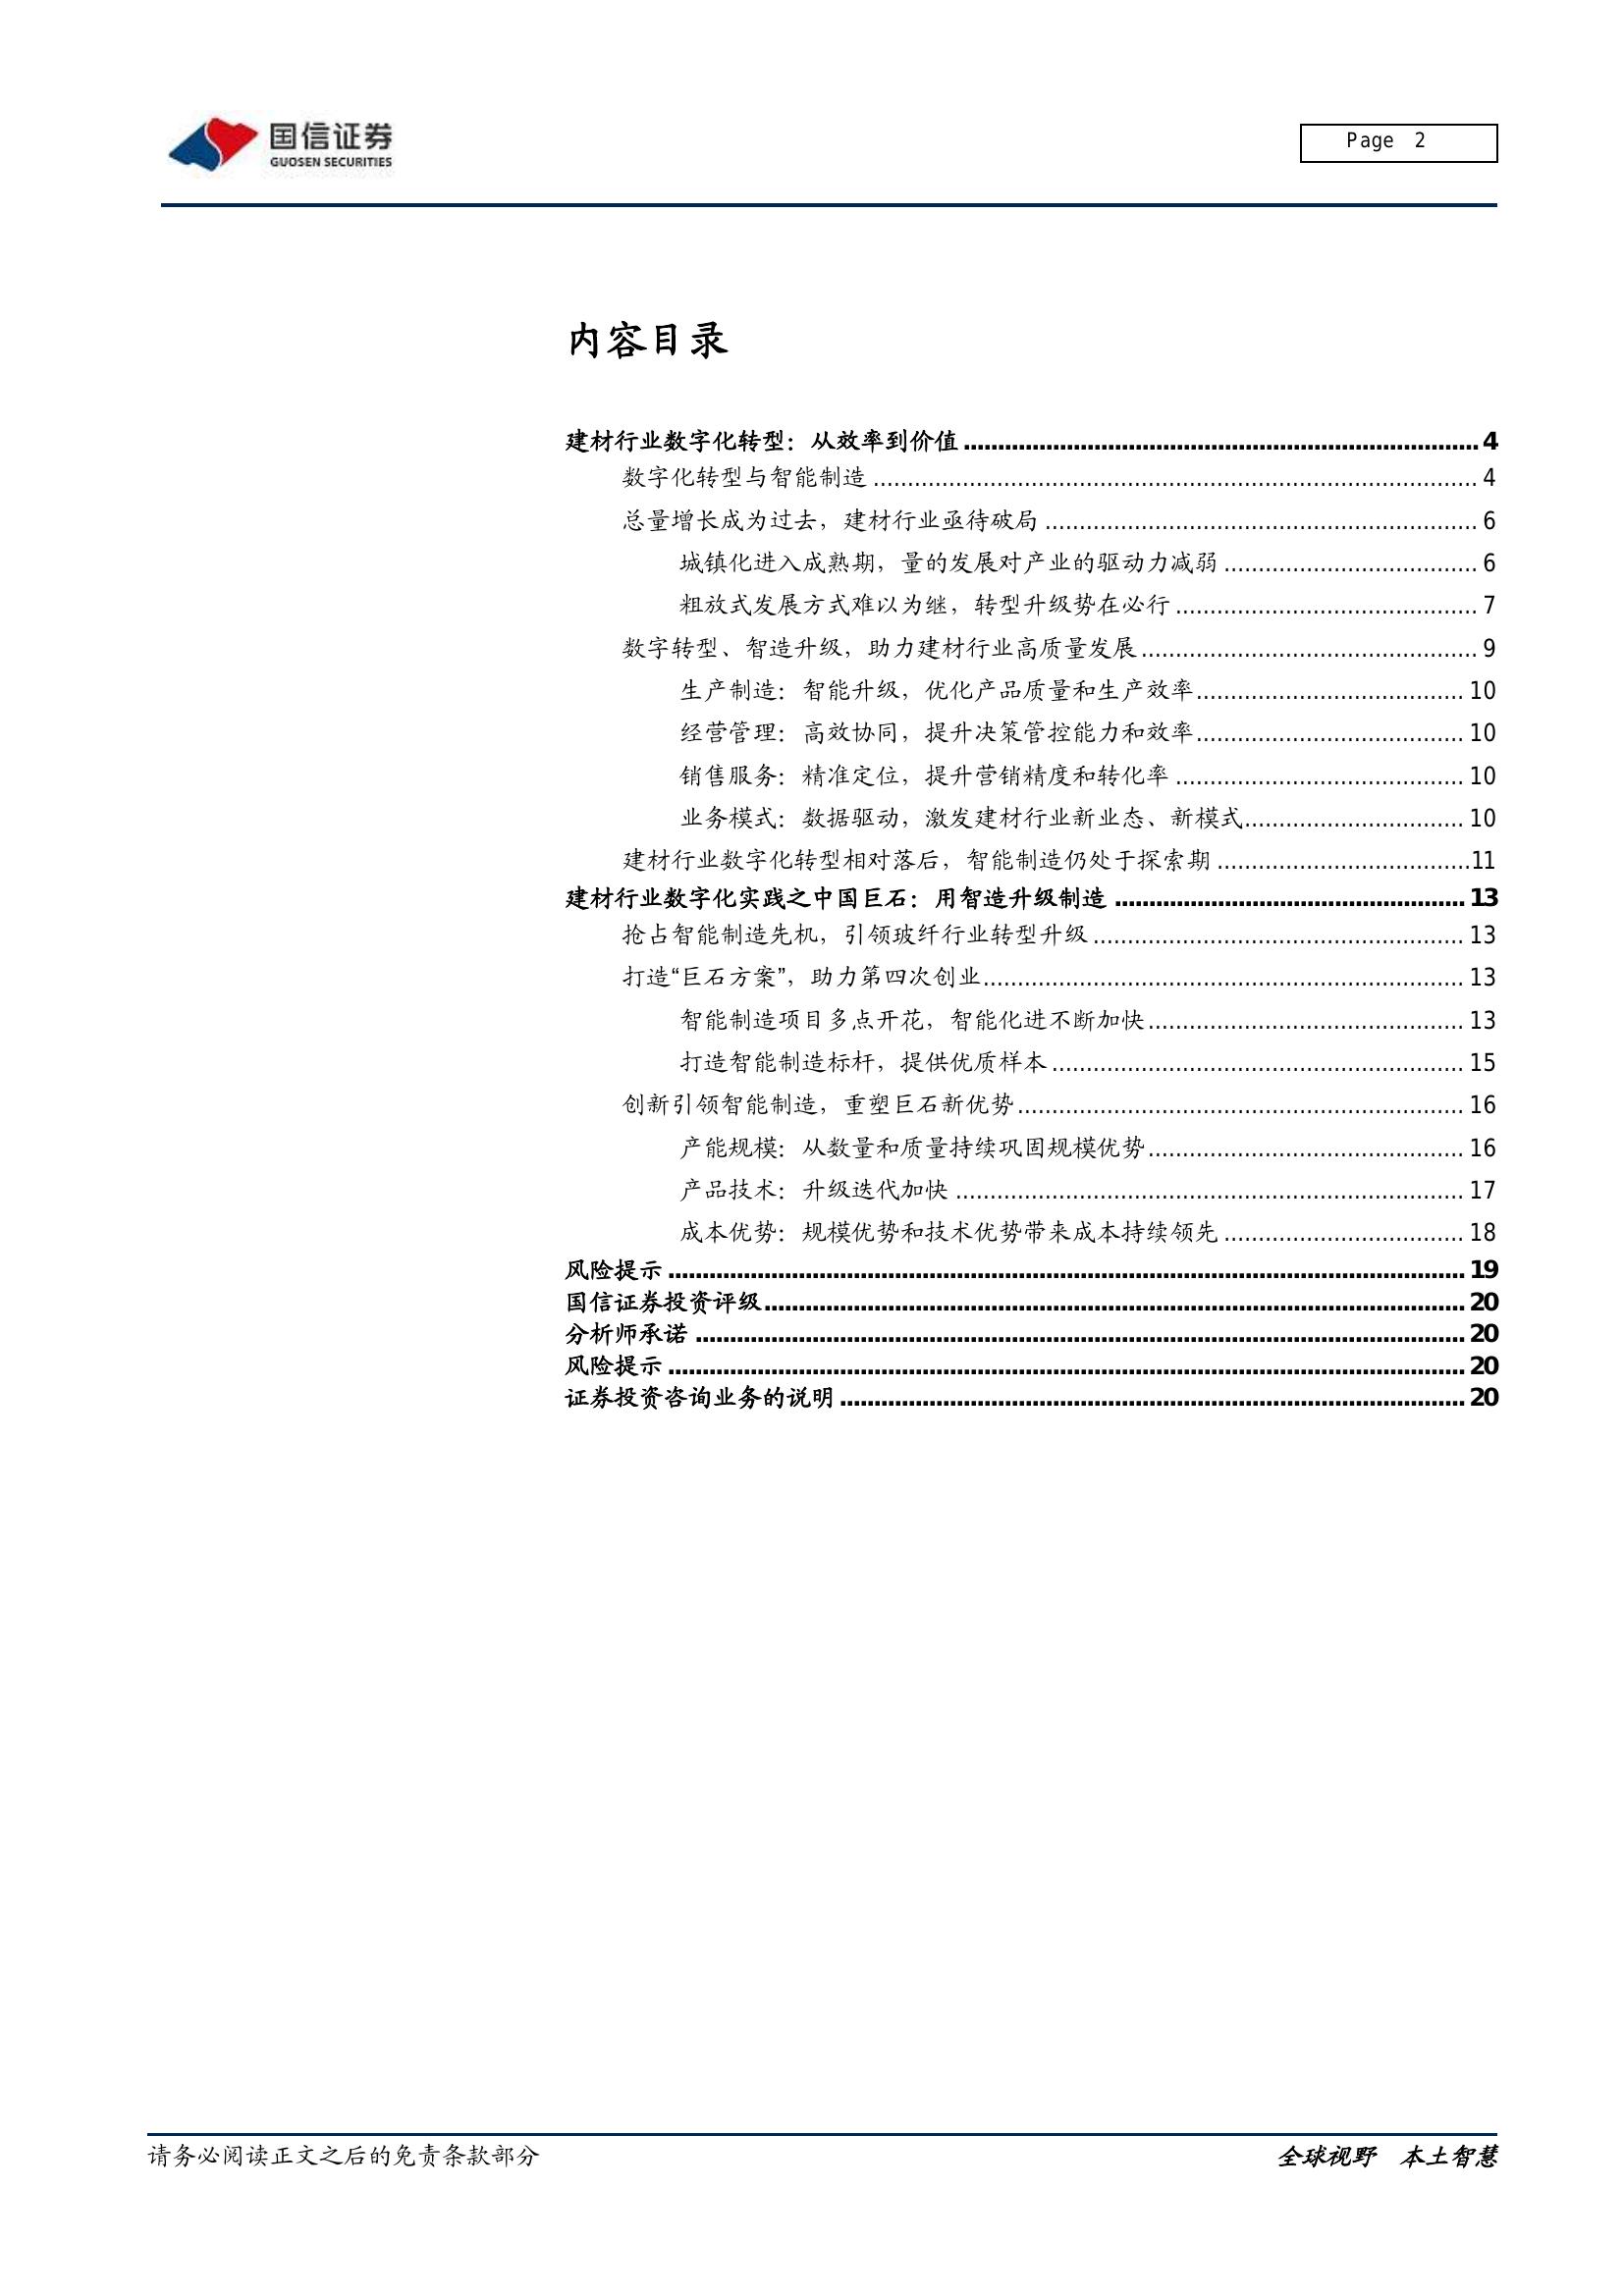 国信证券
GUOSEN SECURITIES
Page 2
内容目录
建材行业数字化转型：从效率到价值 ........................................................................... 4
数字化转型与智能制造 ........................................................................................ 4
总量增长成为过去，建材行业亟待破局 ............................................................... 6
城镇化进入成熟期，量的发展对产业的驱动力减弱 ..................................... 6
粗放式发展方式难以为继，转型升级势在必行 ............................................ 7
数字转型、智造升级，助力建材行业高质量发展 ................................................. 9
生产制造：智能升级，优化产品质量和生产效率....................................... 10
经营管理：高效协同，提升决策管控能力和效率....................................... 10
销售服务：精准定位，提升营销精度和转化率 .......................................... 10
业务模式：数据驱动，激发建材行业新业态、新模式................................ 10
建材行业数字化转型相对落后，智能制造仍处于探索期 .....................................11
建材行业数字化实践之中国巨石：用智造升级制造 ................................................... 13
抢占智能制造先机，引领玻纤行业转型升级 ...................................................... 13
打造“巨石方案”，助力第四次创业...................................................................... 13
智能制造项目多点开花，智能化进不断加快.............................................. 13
打造智能制造标杆，提供优质样本 ............................................................ 15
创新引领智能制造，重塑巨石新优势................................................................. 16
产能规模：从数量和质量持续巩固规模优势.............................................. 16
产品技术：升级迭代加快 .......................................................................... 17
成本优势：规模优势和技术优势带来成本持续领先 ................................... 18
风险提示 .................................................................................................................... 19
国信证券投资评级...................................................................................................... 20
分析师承诺 ................................................................................................................ 20
风险提示 .................................................................................................................... 20
证券投资咨询业务的说明 ........................................................................................... 20
请务必阅读正文之后的免责条款部分
全球视野 本土智慧